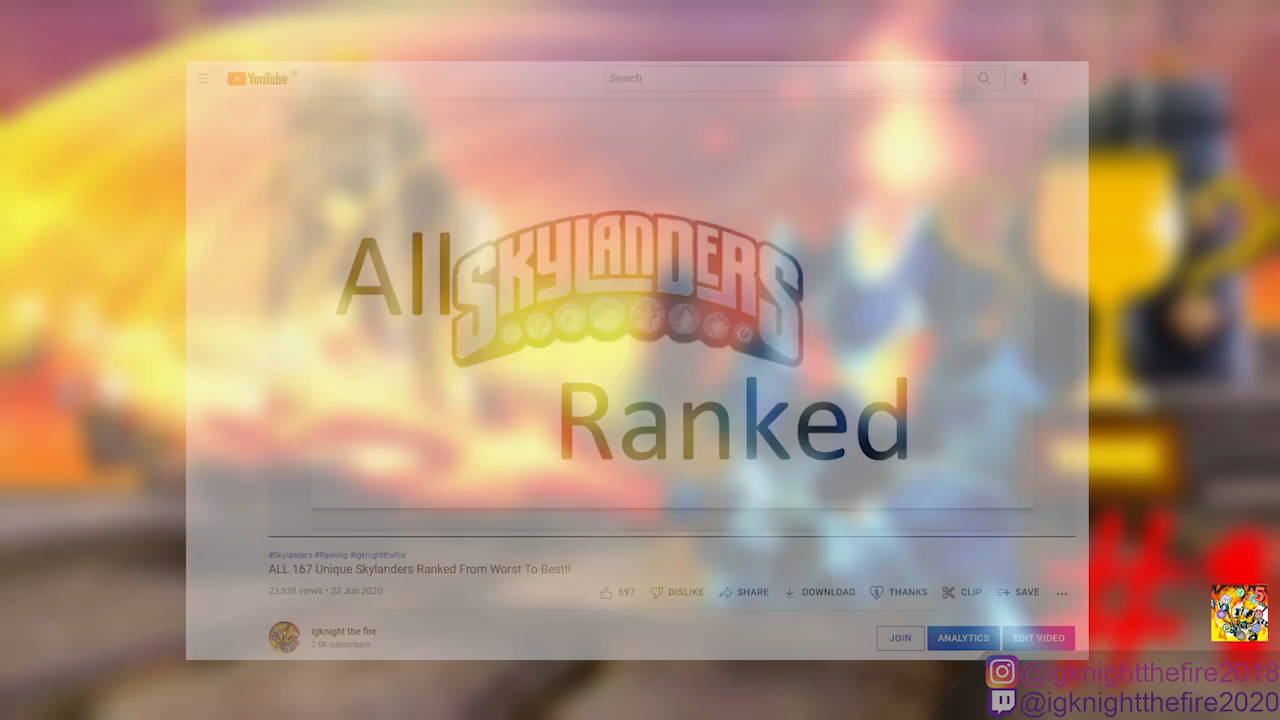 YouTube
Search
All SKYLANDERS
Ranked
#Skylanders #Ranking #Igknightthefire
ALL 167 Unique Skylanders Ranked From Worst To Best!!
23,538 views • 22 Jun 2020
697 DISLIKE SHARE DOWNLOAD THANKS CLIP SAVE ...
Igknight the fire
2.6K subscribers
JOIN ANALYTICS EDIT VIDEO
#1
@igknightthefire2018
@igknightthefire2020